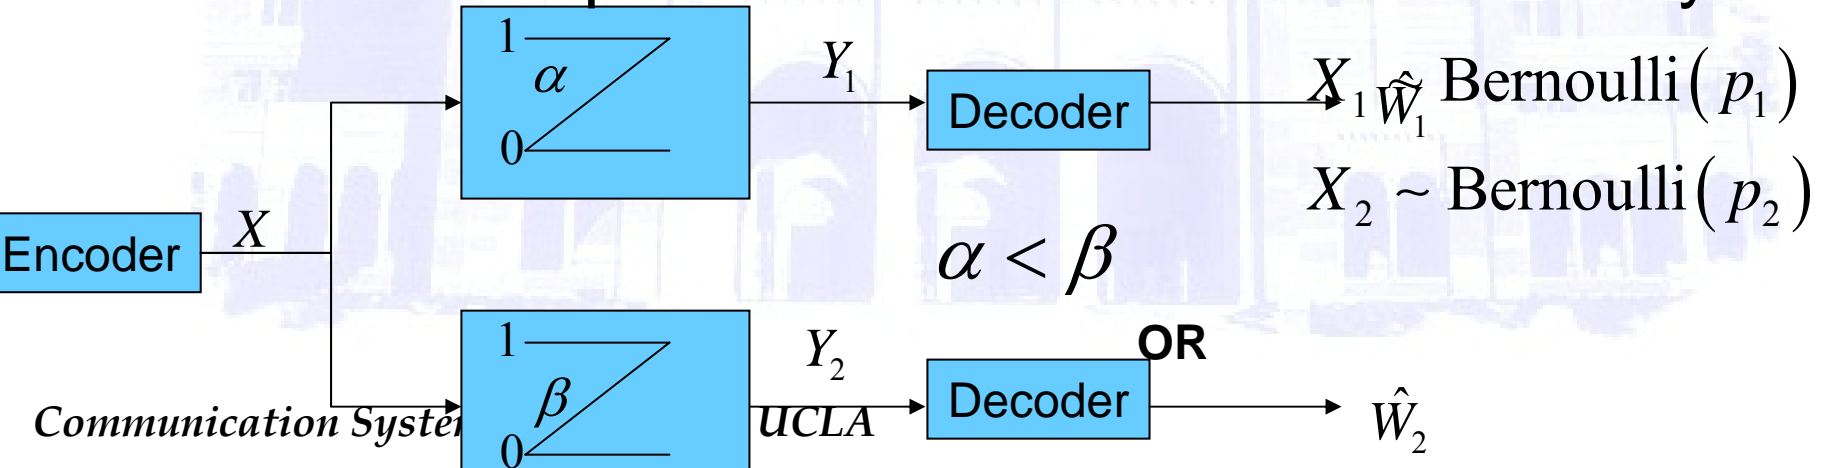 1
α
0
Y₁
Decoder
Ŵ₁
X₁ ~ Bernoulli(p₁)
X₂ ~ Bernoulli(p₂)
Encoder
X
α < β
1
β
0
Y₂
OR
Decoder
Ŵ₂
Communication
UCLA